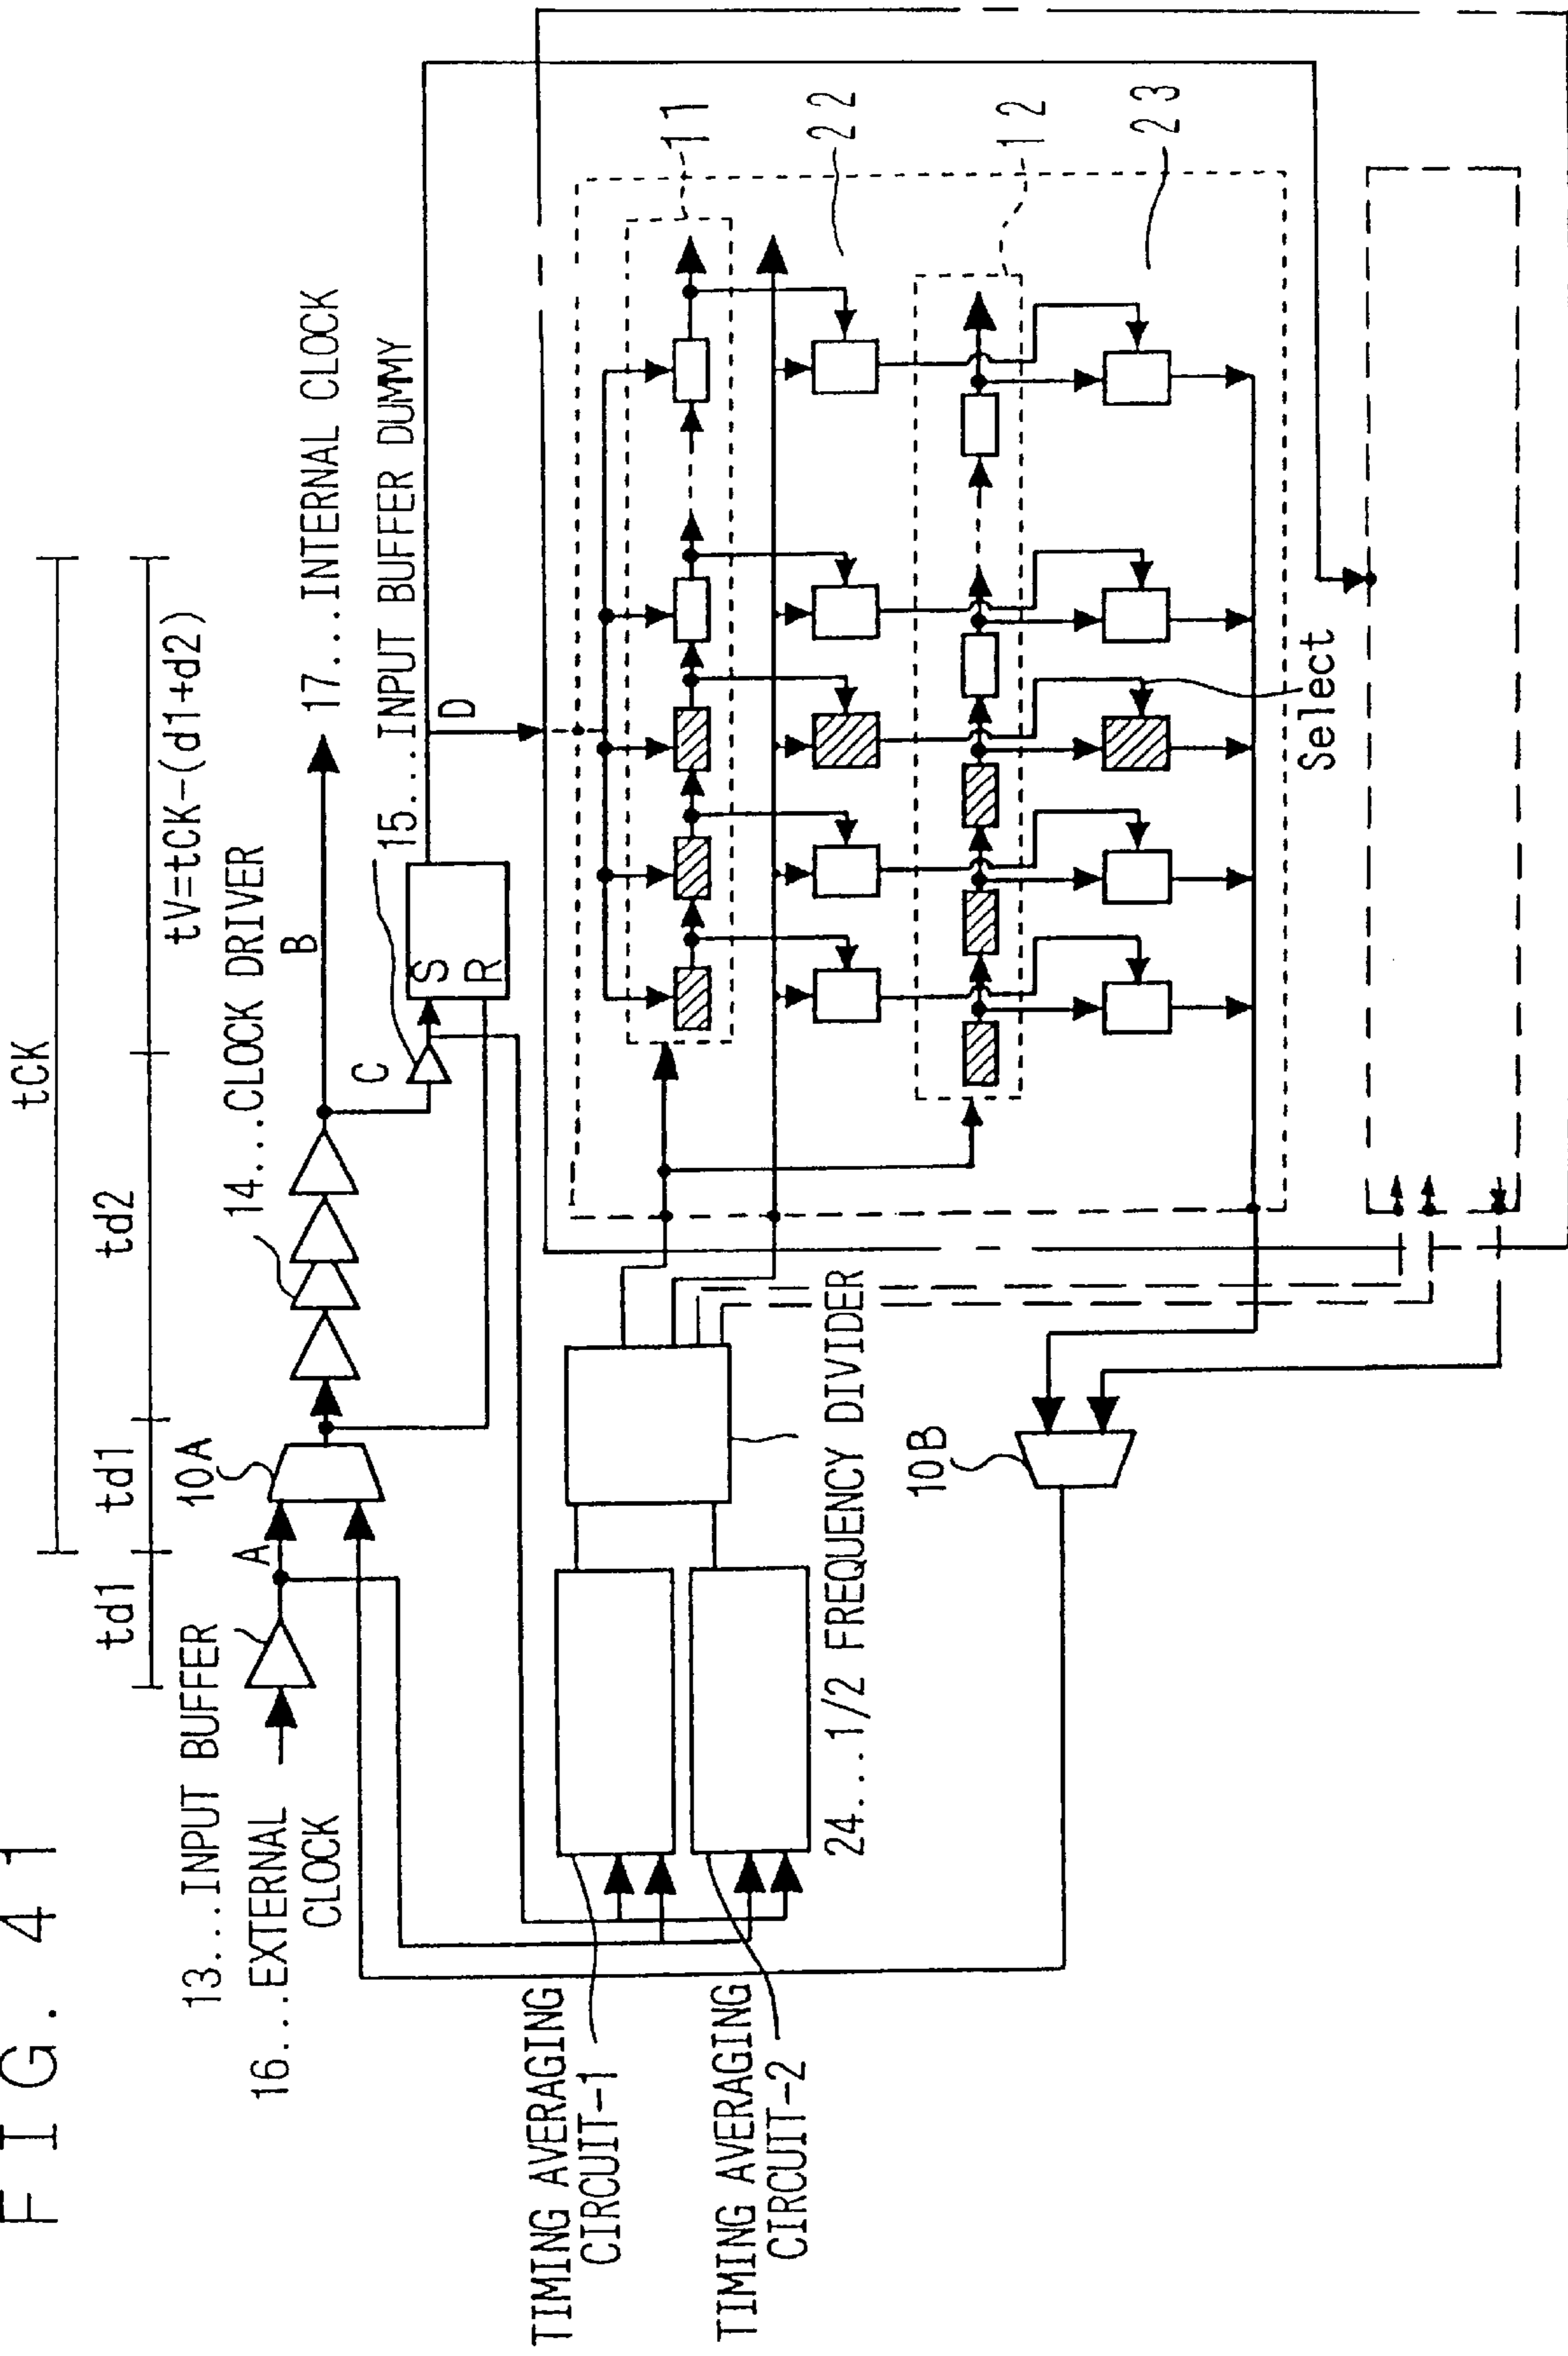 FIG. 41
tCK
td1
td1
td2
tV=tCK-(d1+d2)
13...INPUT BUFFER
16...EXTERNAL
CLOCK
A
10A
14...CLOCK DRIVER
B
17...INTERNAL CLOCK
C
15...INPUT BUFFER DUMMY
S
R
D
TIMING AVERAGING
CIRCUIT-1
TIMING AVERAGING
CIRCUIT-2
24...1/2 FREQUENCY DIVIDER
10B
11
22
12
23
Select